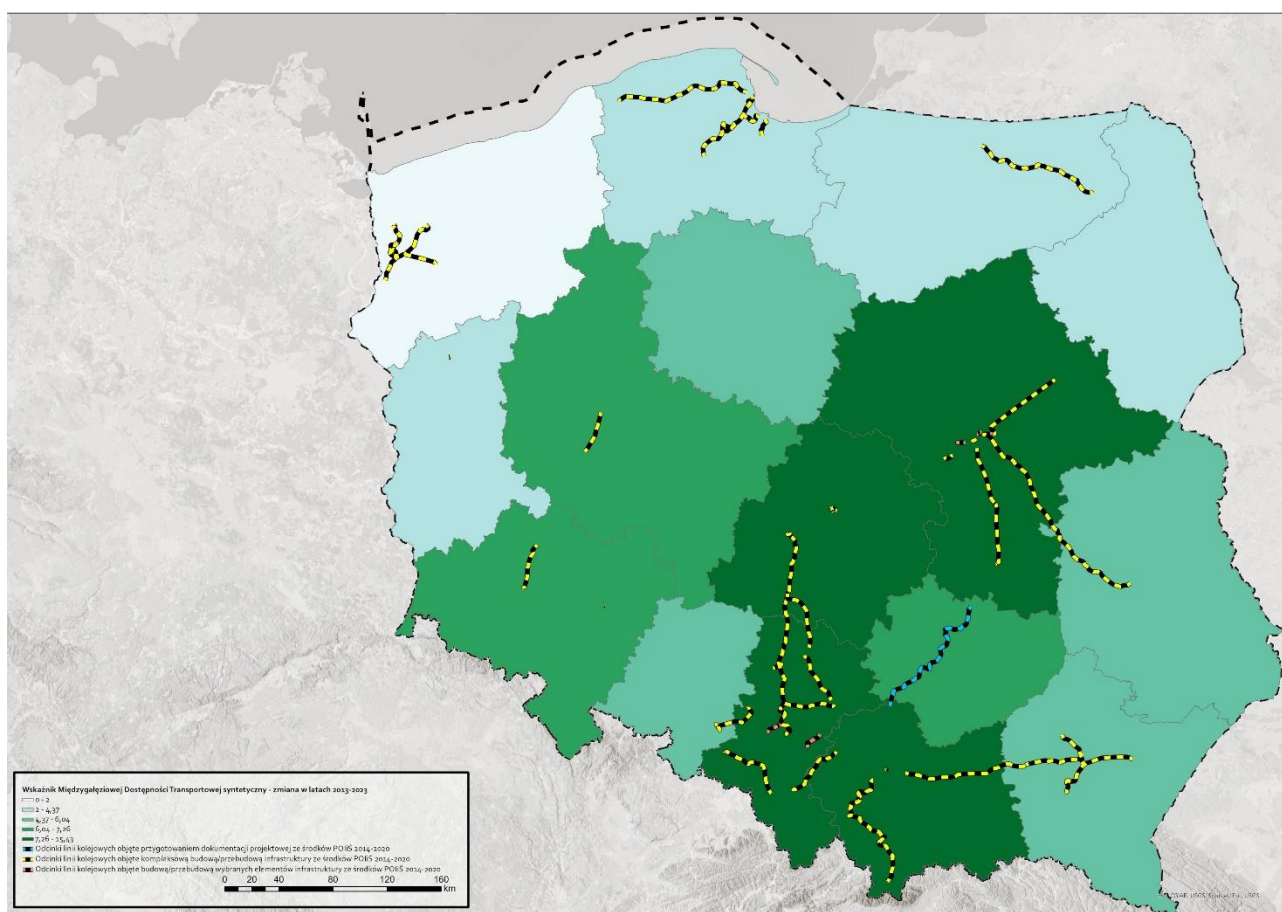 Wskaźnik Międzygałęziowej Dostępności Transportowej syntetyczny - zmiana w latach 2013-2023
0 - 2
2 - 4,37
4,37 - 6,04
6,04 - 7,26
7,26 - 15,43
Odcinki linii kolejowych objęte przygotowaniem dokumentacji projektowej ze środków POIiŚ 2014-2020
Odcinki linii kolejowych objęte kompleksową budową/przebudową infrastruktury ze środków POIiŚ 2014-2020
Odcinki linii kolejowych objęte budową/przebudową wybranych elementów infrastruktury ze środków POIiŚ 2014-2020
0 20 40 80 120 160
km
USGS